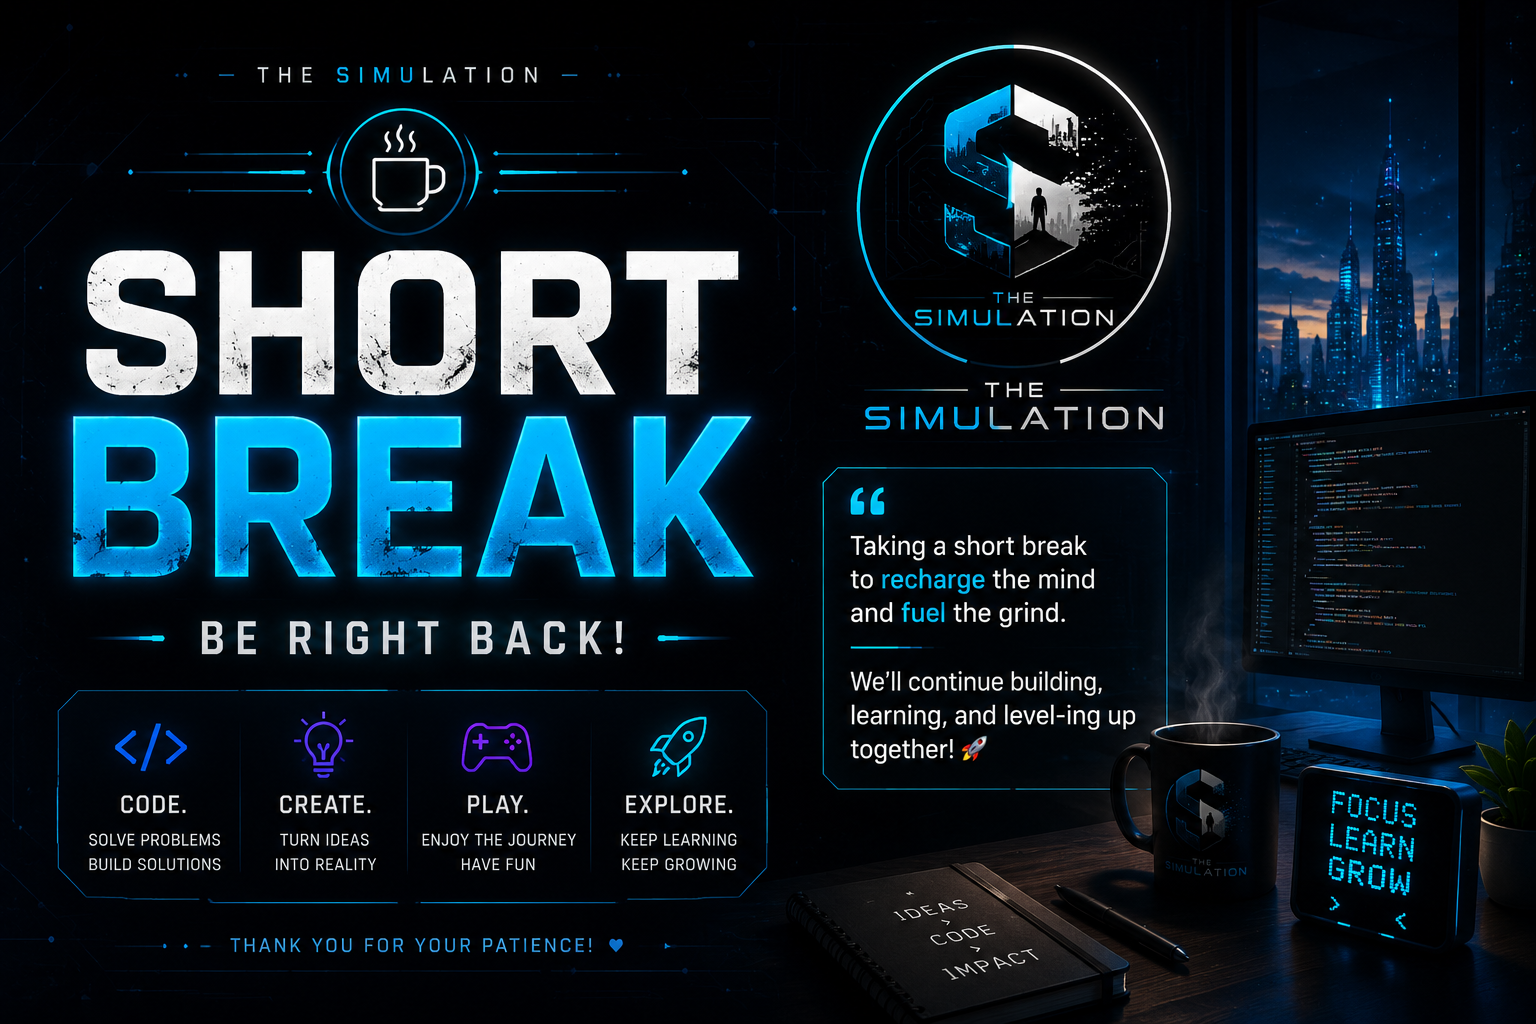 THE SIMULATION
SHORT
BREAK
BE RIGHT BACK!
CODE.
SOLVE PROBLEMS
BUILD SOLUTIONS
CREATE.
TURN IDEAS
INTO REALITY
PLAY.
ENJOY THE JOURNEY
HAVE FUN
EXPLORE.
KEEP LEARNING
KEEP GROWING
THANK YOU FOR YOUR PATIENCE! ♥
THE
SIMULATION
THE
SIMULATION
“
Taking a short break
to recharge the mind
and fuel the grind.
We'll continue building,
learning, and level-ing up
together! 🚀
THE
SIMULATION
FOCUS
LEARN
GROW
> <
IDEAS
>
CODE
>
IMPACT